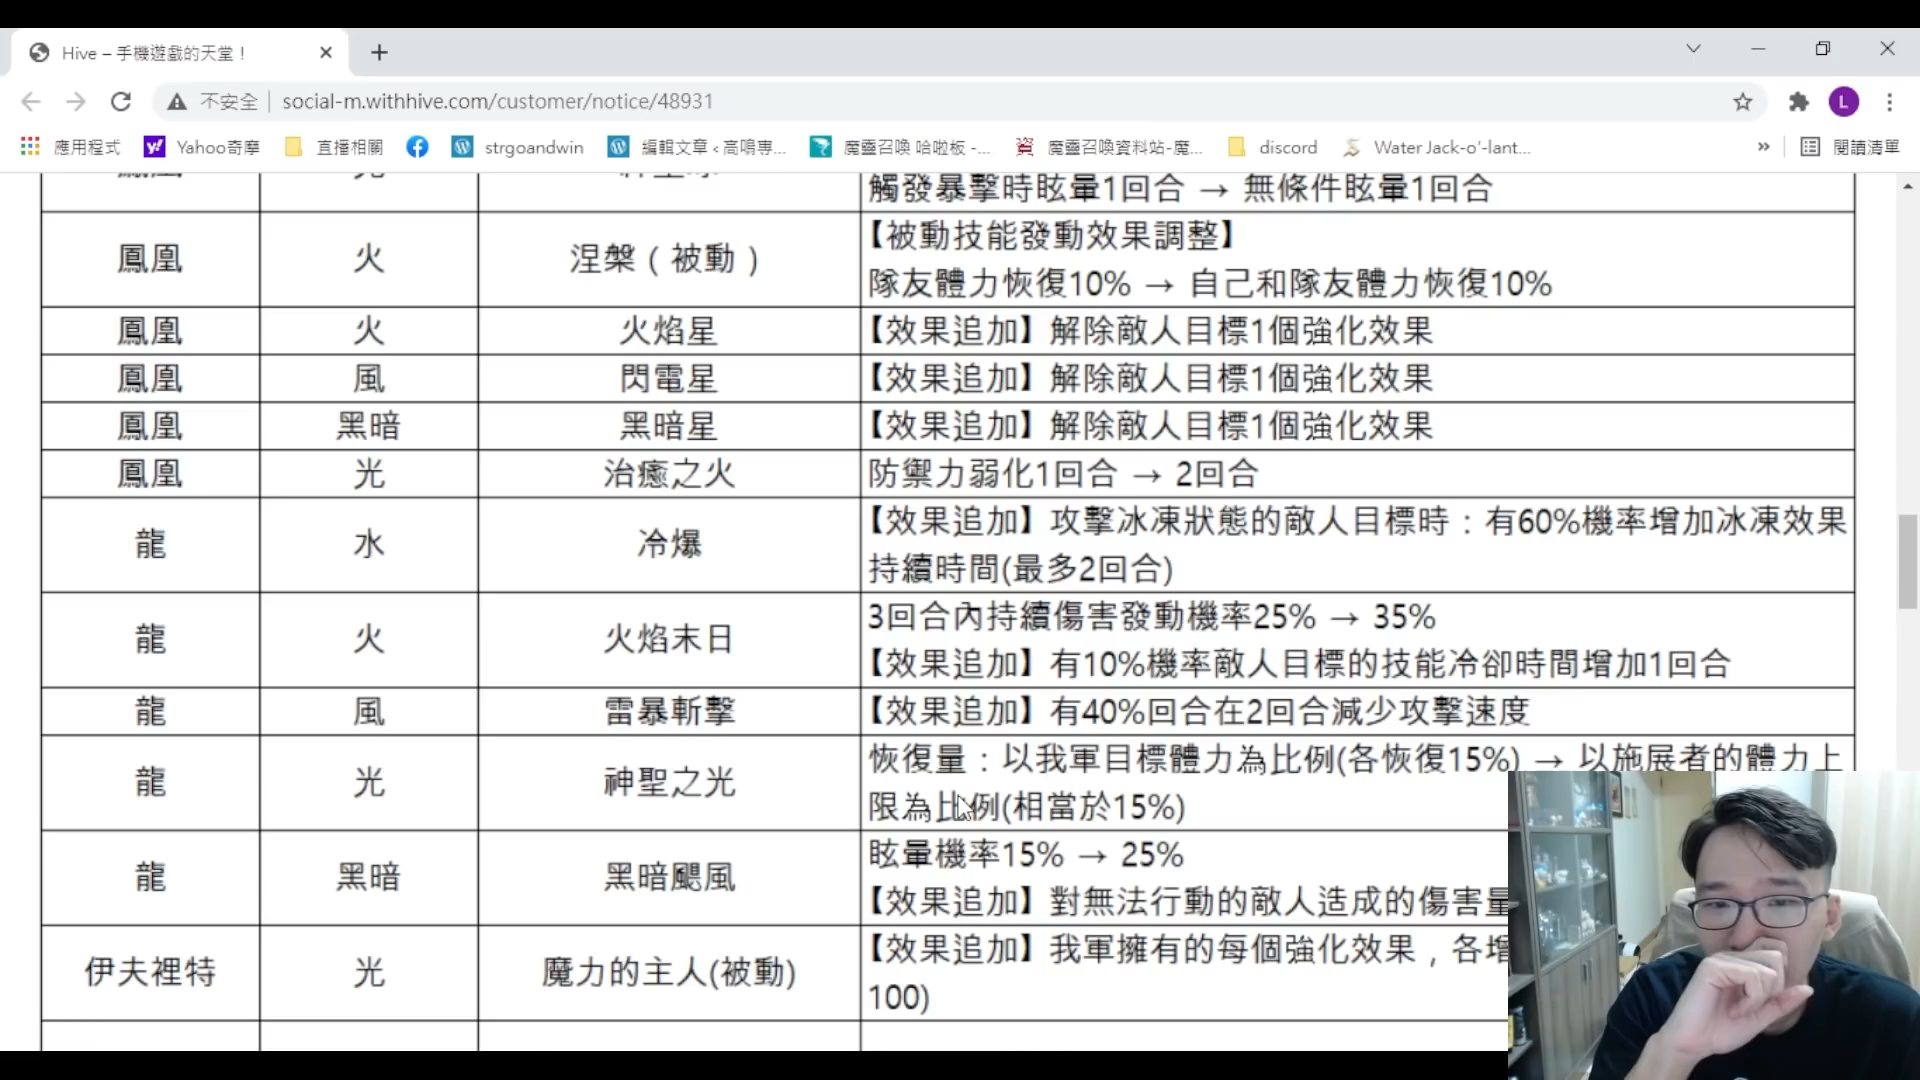 Hive – 手機遊戲的天堂！
不安全 social-m.withhive.com/customer/notice/48931 L
應用程式 Yahoo奇摩 直播相關 strgoandwin 編輯文章 ‹ 高鳴專... 魔靈召喚 哈啦板 -... 魔靈召喚資料站-魔... discord Water Jack-o'-lant... » 閱讀清單
觸發暴擊時眩暈1回合 → 無條件眩暈1回合
鳳凰 火 涅槃（被動） 【被動技能發動效果調整】
隊友體力恢復10% → 自己和隊友體力恢復10%
鳳凰 火 火焰星 【效果追加】解除敵人目標1個強化效果
鳳凰 風 閃電星 【效果追加】解除敵人目標1個強化效果
鳳凰 黑暗 黑暗星 【效果追加】解除敵人目標1個強化效果
鳳凰 光 治癒之火 防禦力弱化1回合 → 2回合
龍 水 冷爆 【效果追加】攻擊冰凍狀態的敵人目標時：有60%機率增加冰凍效果
持續時間(最多2回合)
龍 火 火焰末日 3回合內持續傷害發動機率25% → 35%
【效果追加】有10%機率敵人目標的技能冷卻時間增加1回合
龍 風 雷暴斬擊 【效果追加】有40%回合在2回合減少攻擊速度
龍 光 神聖之光 恢復量：以我軍目標體力為比例(各恢復15%) → 以施展者的體力上
限為比例(相當於15%)
龍 黑暗 黑暗颶風 眩暈機率15% → 25%
【效果追加】對無法行動的敵人造成的傷害量
伊夫裡特 光 魔力的主人(被動) 【效果追加】我軍擁有的每個強化效果，各增
100)